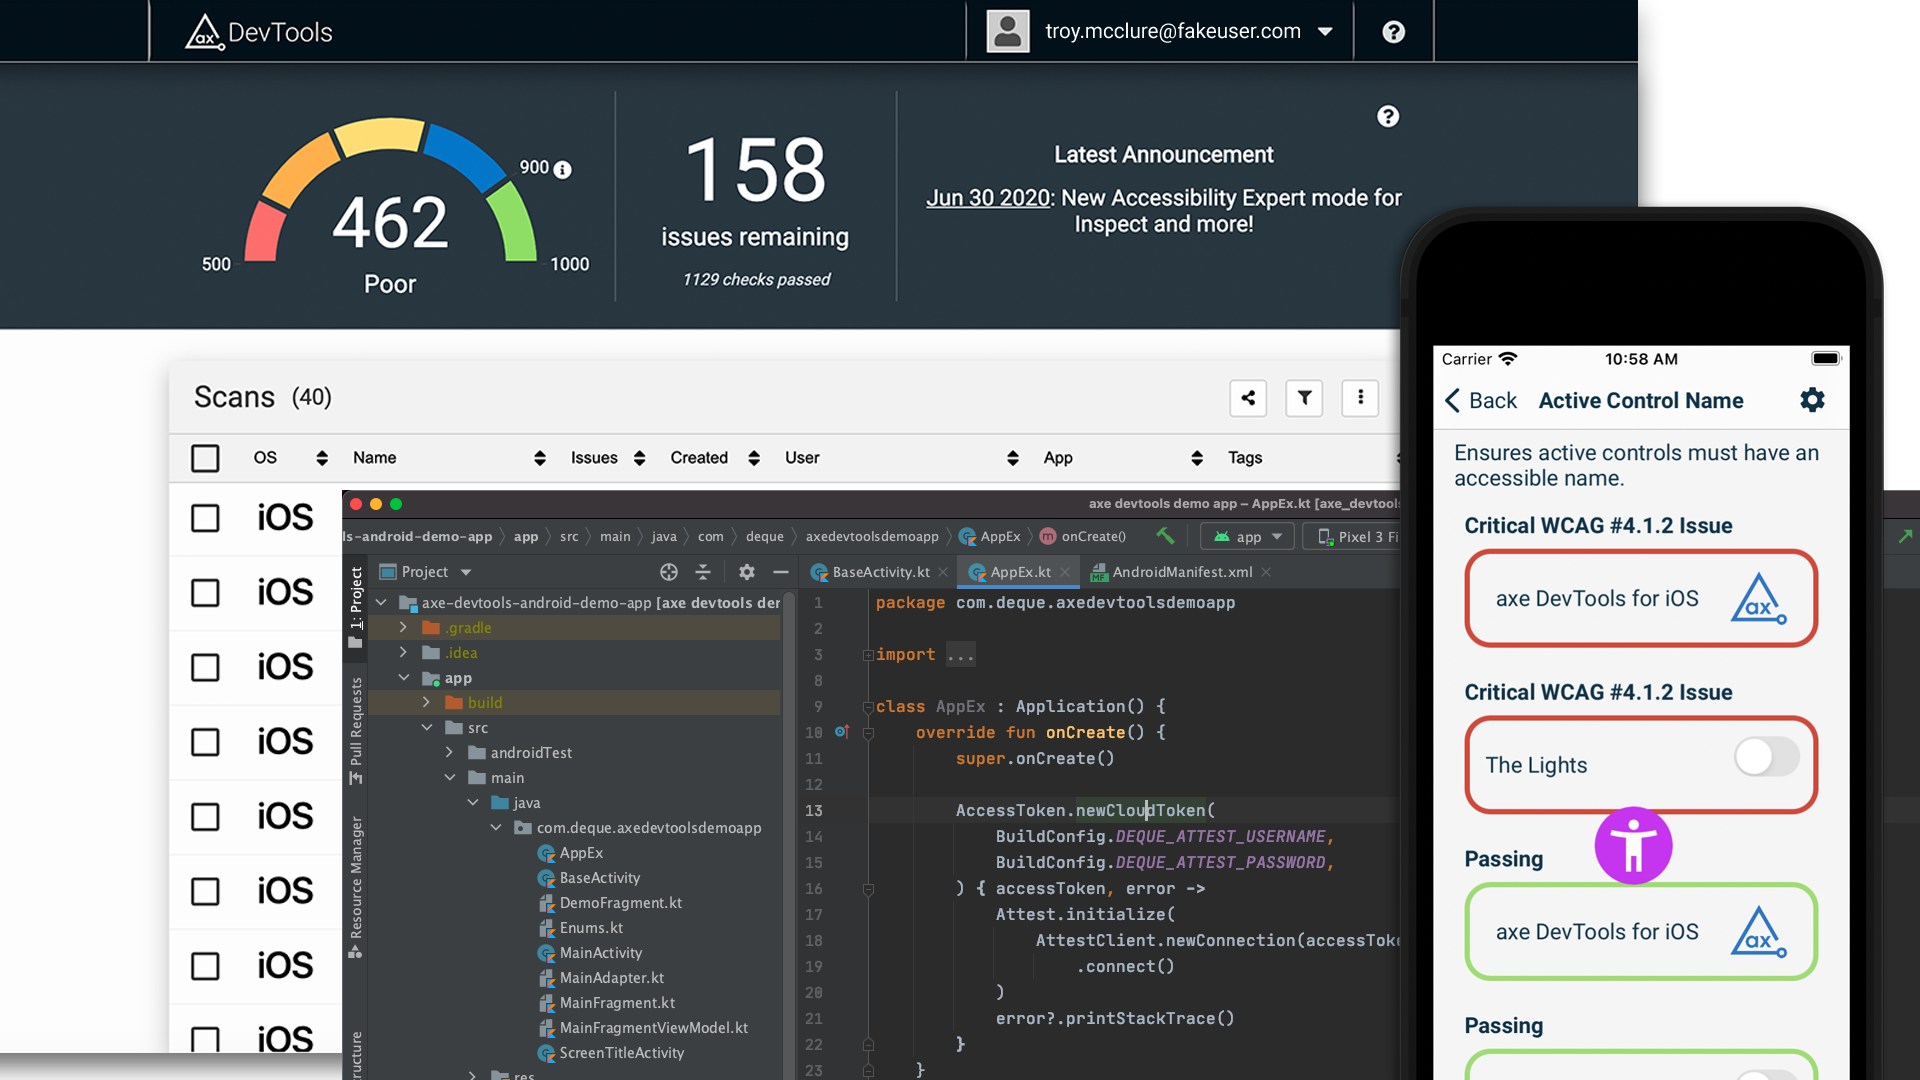 ax DevTools
troy.mcclure@fakeuser.com
?
?
900 i
462
500
1000
Poor
158
issues remaining
1129 checks passed
Latest Announcement
Jun 30 2020: New Accessibility Expert mode for
Inspect and more!
Scans (40)
OS Name Issues Created User App Tags
iOS
iOS
iOS
iOS
iOS
iOS
iOS
iOS
axe devtools demo app – AppEx.kt [axe_devtools
ls-android-demo-app app src main java com deque axedevtoolsdemoapp AppEx m onCreate() app Pixel 3 Fi
1: Project
Pull Requests
Resource Manager
tructure
Project
axe-devtools-android-demo-app [axe devtools der
.gradle
.idea
app
build
src
androidTest
main
java
com.deque.axedevtoolsdemoapp
AppEx
BaseActivity
DemoFragment.kt
Enums.kt
MainActivity
MainAdapter.kt
MainFragment.kt
MainFragmentViewModel.kt
ScreenTitleActivity
res
BaseActivity.kt AppEx.kt MF AndroidManifest.xml
1 package com.deque.axedevtoolsdemoapp
2
3 import ...
8
9 class AppEx : Application() {
10 override fun onCreate() {
11 super.onCreate()
12
13 AccessToken.newCloudToken(
14 BuildConfig.DEQUE_ATTEST_USERNAME,
15 BuildConfig.DEQUE_ATTEST_PASSWORD,
16 ) { accessToken, error ->
17 Attest.initialize(
18 AttestClient.newConnection(accessToke
19 .connect()
20 )
21 error?.printStackTrace()
22 }
23 }
Carrier 10:58 AM
Back Active Control Name
Ensures active controls must have an
accessible name.
Critical WCAG #4.1.2 Issue
axe DevTools for iOS ax
Critical WCAG #4.1.2 Issue
The Lights
Passing
axe DevTools for iOS ax
Passing